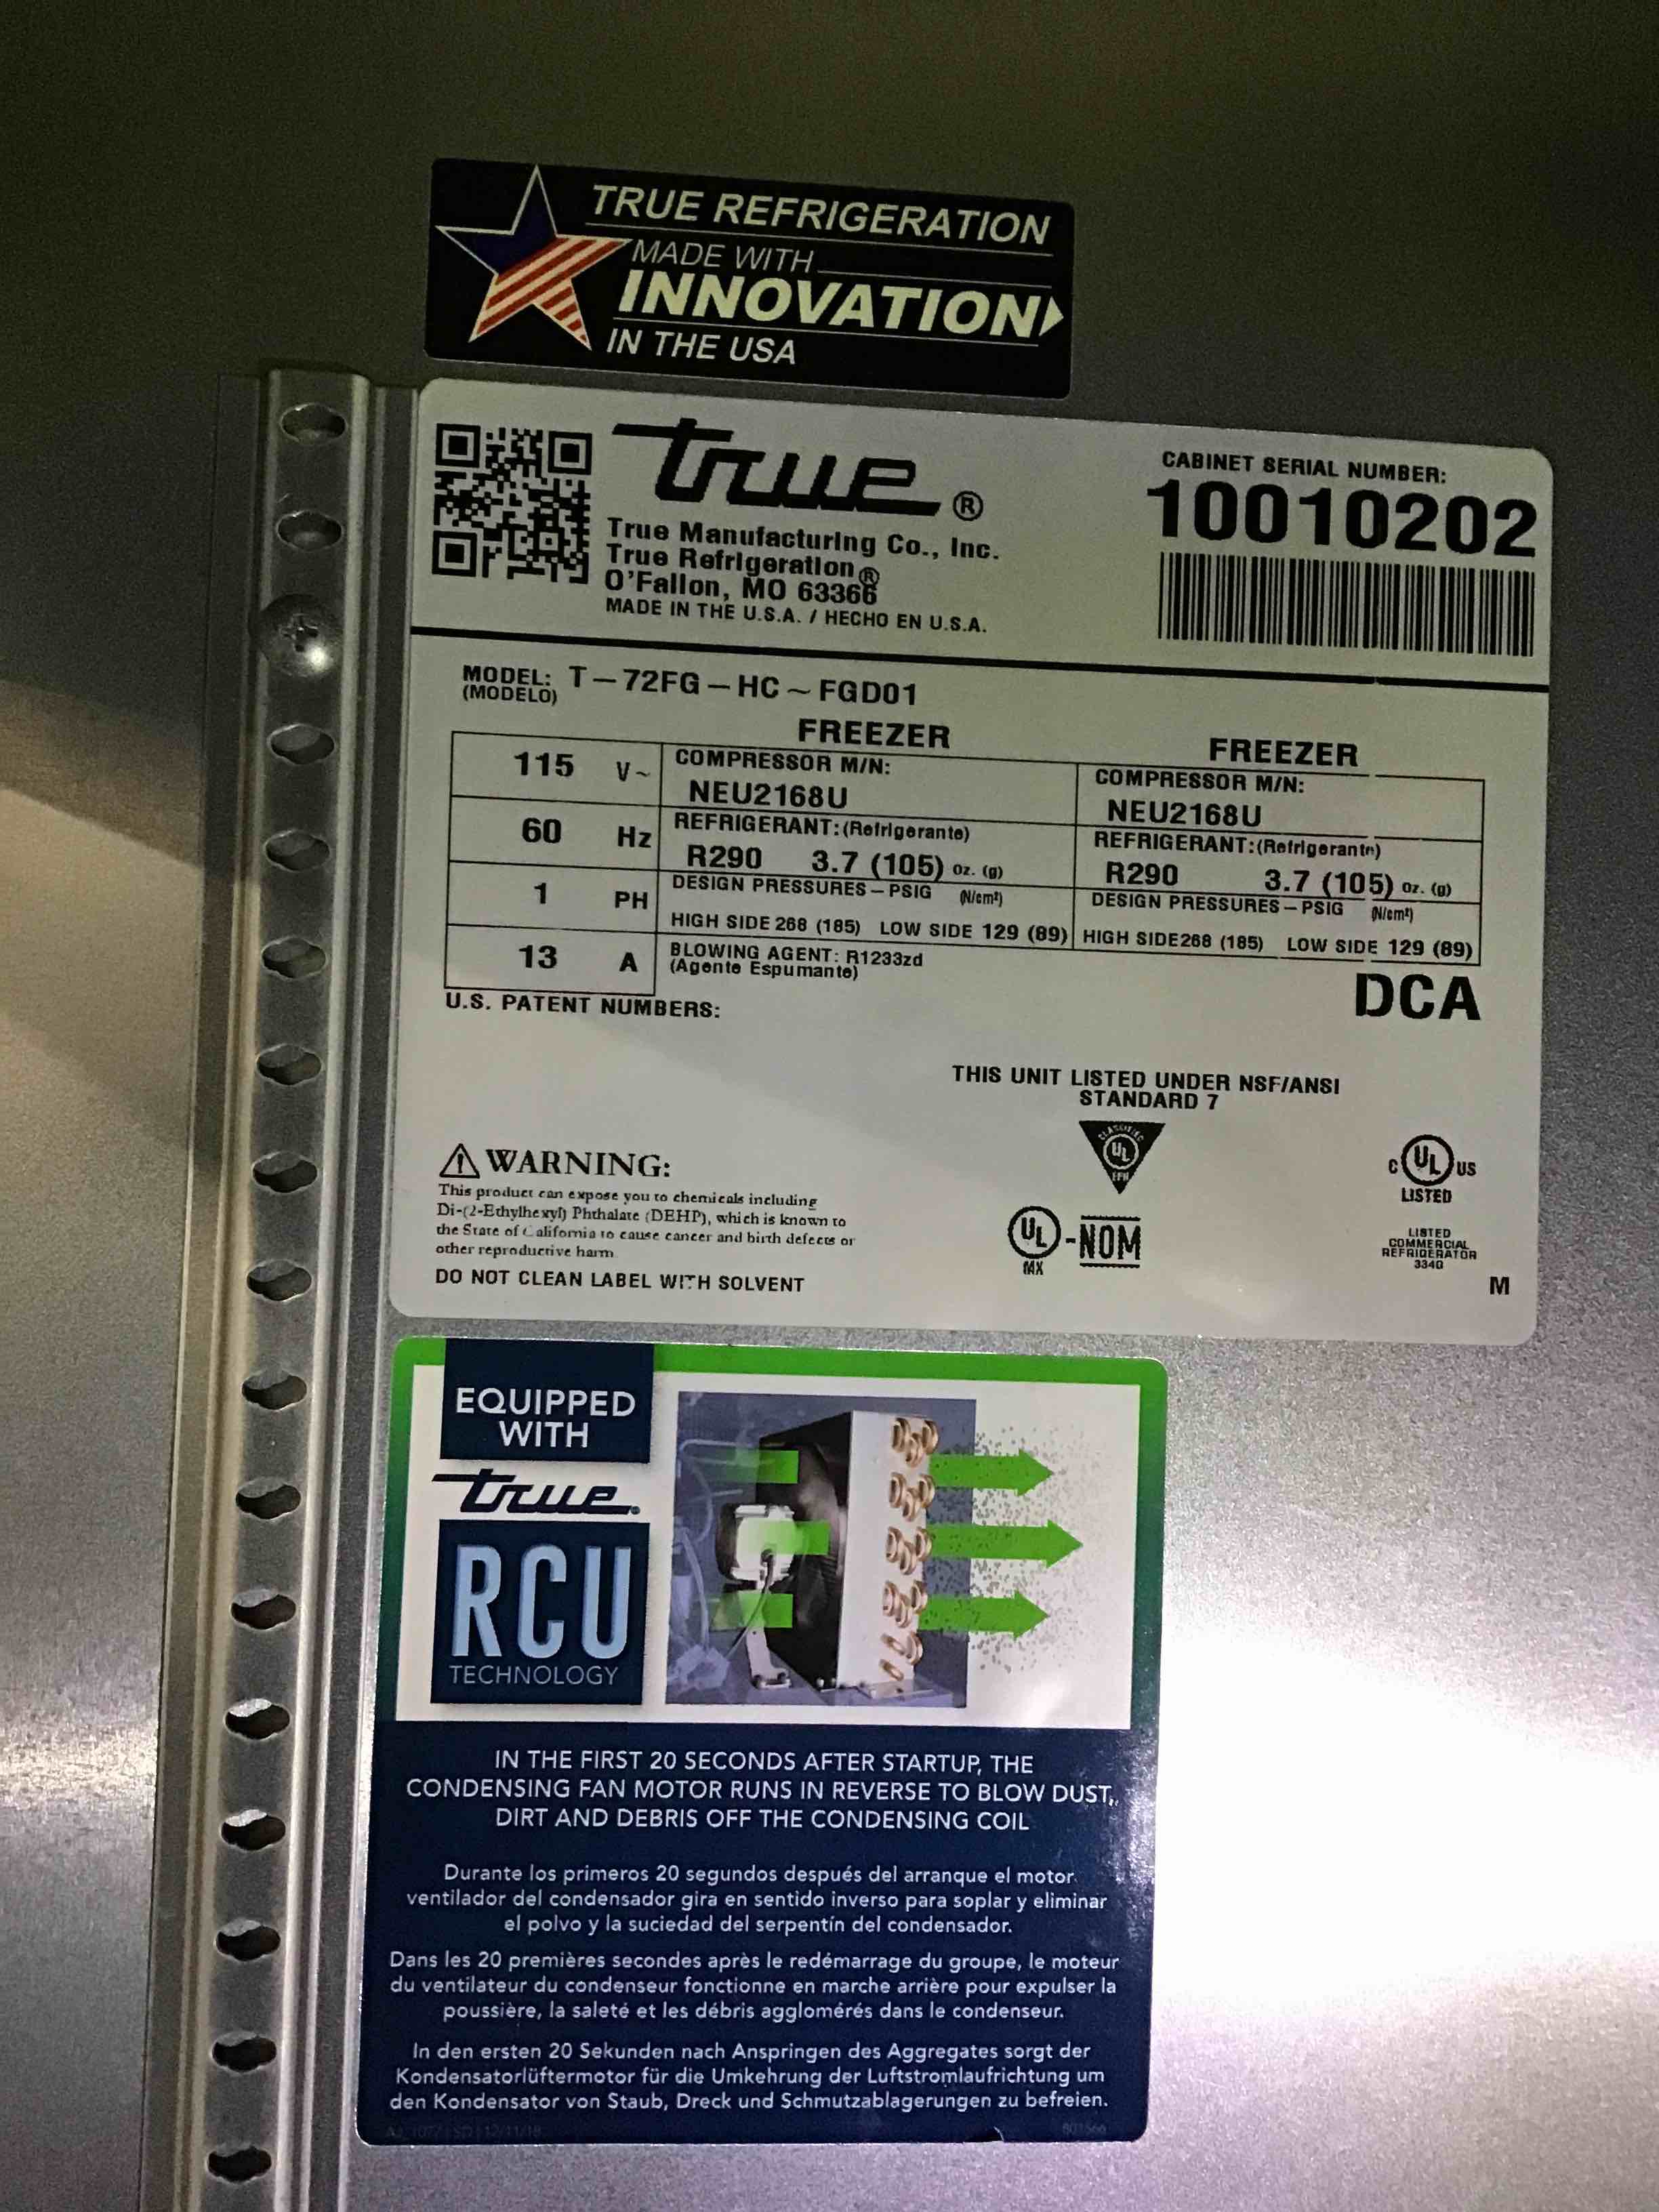 TRUE REFRIGERATION
MADE WITH
INNOVATION
IN THE USA
true ®
True Manufacturing Co., Inc.
True Refrigeration®
O'Fallon, MO 63366
MADE IN THE U.S.A. / HECHO EN U.S.A.
CABINET SERIAL NUMBER:
10010202
MODEL: T-72FG-HC~FGD01
(MODELO)
FREEZER
FREEZER
115 V~
60 Hz
1 PH
13 A
COMPRESSOR M/N:
NEU2168U
REFRIGERANT:(Refrigerante)
R290 3.7 (105) oz. (g)
DESIGN PRESSURES-PSIG (N/cm²)
HIGH SIDE 268 (185) LOW SIDE 129 (89)
COMPRESSOR M/N:
NEU2168U
REFRIGERANT:(Refrigerante)
R290 3.7 (105) oz. (g)
DESIGN PRESSURES-PSIG (N/cm²)
HIGH SIDE268 (185) LOW SIDE 129 (89)
BLOWING AGENT: R1233zd
(Agente Espumante)
DCA
U.S. PATENT NUMBERS:
THIS UNIT LISTED UNDER NSF/ANSI
STANDARD 7
CLASSIFIED
UL
EPH
C UL US
LISTED
UL-NOM
MX
LISTED
COMMERCIAL
REFRIGERATOR
334G
M
WARNING:
This product can expose you to chemicals including
Di-(2-Ethylhexyl) Phthalate (DEHP), which is known to
the State of California to cause cancer and birth defects or
other reproductive harm
DO NOT CLEAN LABEL WITH SOLVENT
EQUIPPED
WITH
true®
RCU
TECHNOLOGY
IN THE FIRST 20 SECONDS AFTER STARTUP, THE
CONDENSING FAN MOTOR RUNS IN REVERSE TO BLOW DUST,
DIRT AND DEBRIS OFF THE CONDENSING COIL
Durante los primeros 20 segundos después del arranque el motor
ventilador del condensador gira en sentido inverso para soplar y eliminar
el polvo y la suciedad del serpentín del condensador.
Dans les 20 premières secondes après le redémarrage du groupe, le moteur
du ventilateur du condenseur fonctionne en marche arrière pour expulser la
poussière, la saleté et les débris agglomérés dans le condenseur.
In den ersten 20 Sekunden nach Anspringen des Aggregates sorgt der
Kondensatorlüftermotor für die Umkehrung der Luftstromlaufrichtung um
den Kondensator von Staub, Dreck und Schmutzablagerungen zu befreien.